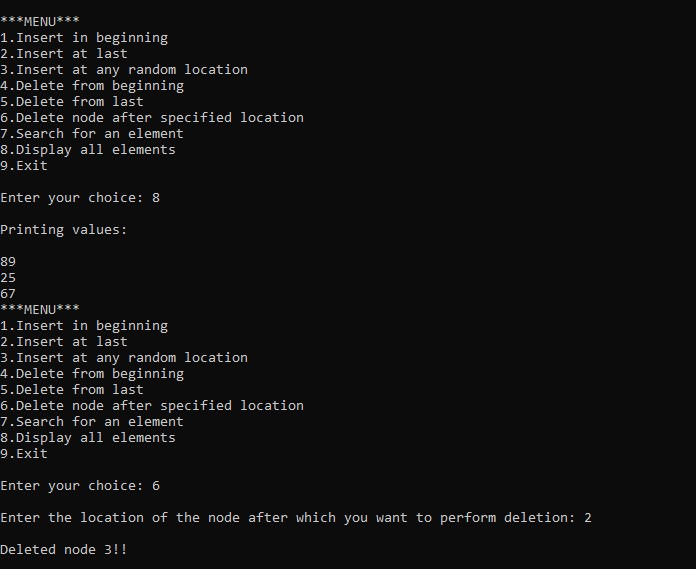 ***MENU***
1.Insert in beginning
2.Insert at last
3.Insert at any random location
4.Delete from beginning
5.Delete from last
6.Delete node after specified location
7.Search for an element
8.Display all elements
9.Exit
Enter your choice: 8
Printing values:
89
25
67
***MENU***
1.Insert in beginning
2.Insert at last
3.Insert at any random location
4.Delete from beginning
5.Delete from last
6.Delete node after specified location
7.Search for an element
8.Display all elements
9.Exit
Enter your choice: 6
Enter the location of the node after which you want to perform deletion: 2
Deleted node 3!!